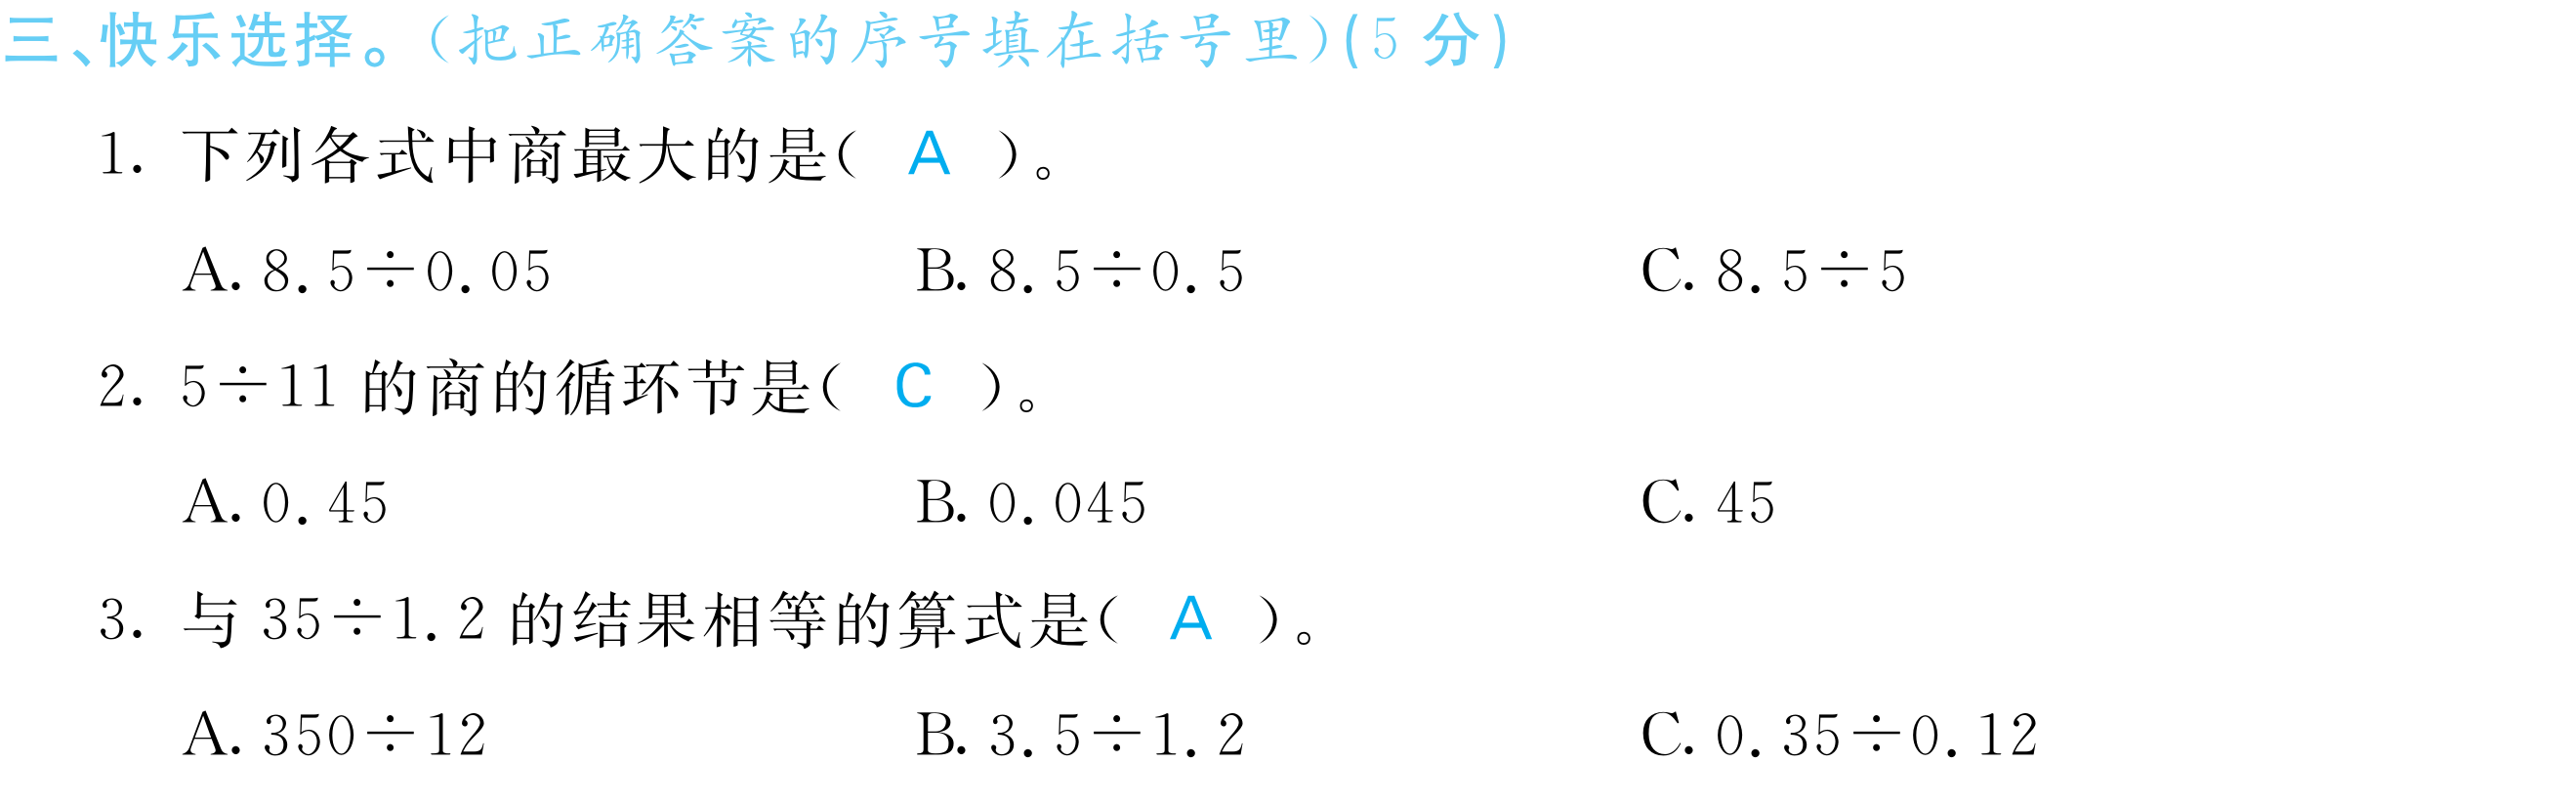 三、快乐选择。(把正确答案的序号填在括号里)(5 分)
1. 下列各式中商最大的是( A )。
A. 8.5÷0.05 B. 8.5÷0.5 C. 8.5÷5
2. 5÷11 的商的循环节是( C )。
A. 0.45 B. 0.045 C. 45
3. 与 35÷1.2 的结果相等的算式是( A )。
A. 350÷12 B. 3.5÷1.2 C. 0.35÷0.12